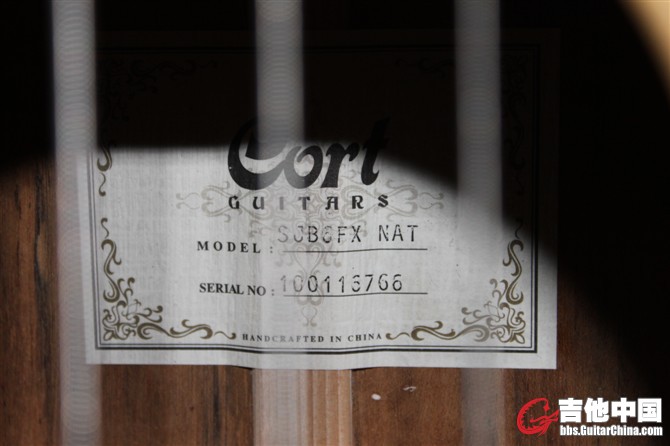 Cort
GUITARS
MODEL : SJB6FX NAT
SERIAL NO : 100116766
HANDCRAFTED IN CHINA
吉他中国
bbs.GuitarChina.com